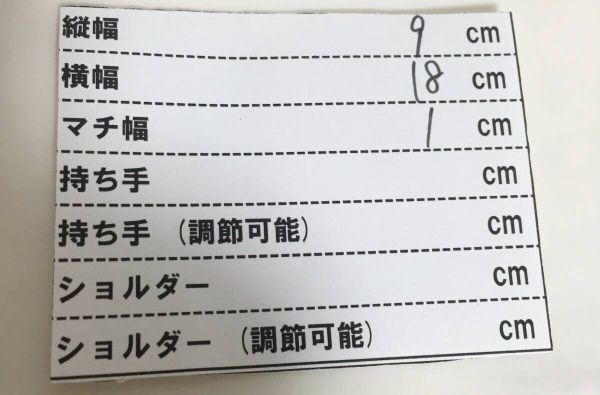 縦幅 9 cm
横幅 18 cm
マチ幅 1 cm
持ち手 cm
持ち手 (調節可能) cm
ショルダー cm
ショルダー (調節可能) cm